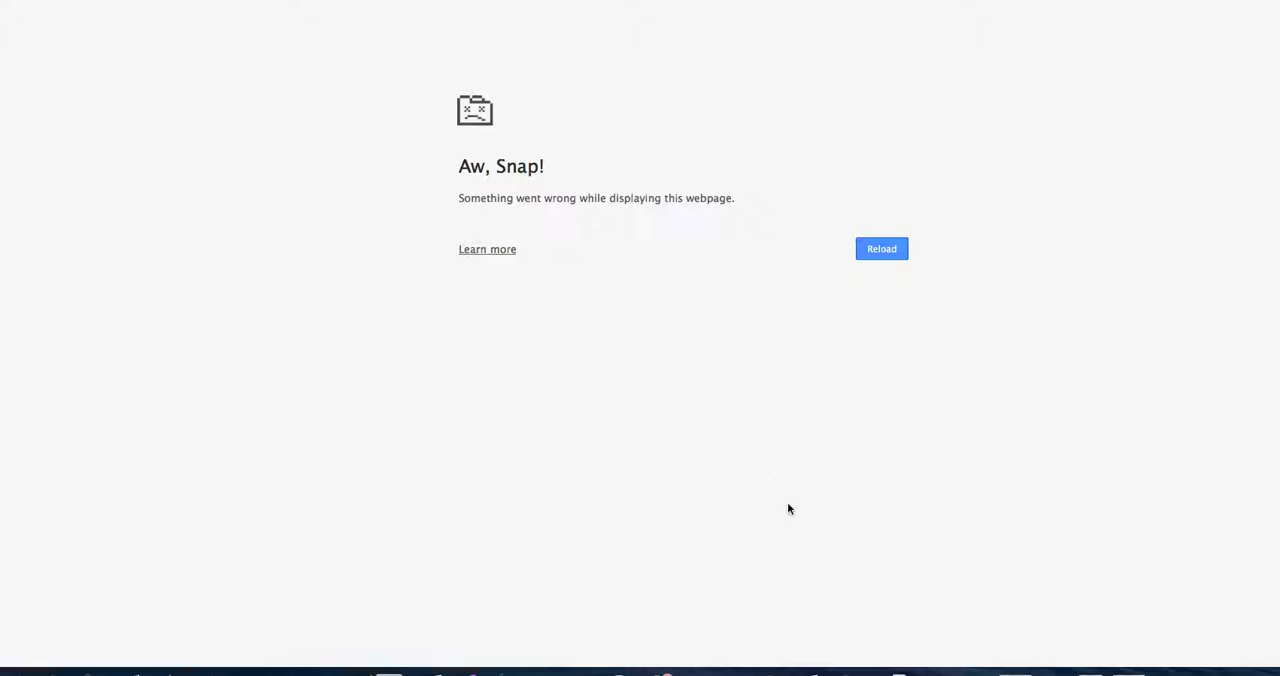 Aw, Snap!
Something went wrong while displaying this webpage.
Learn more
Reload